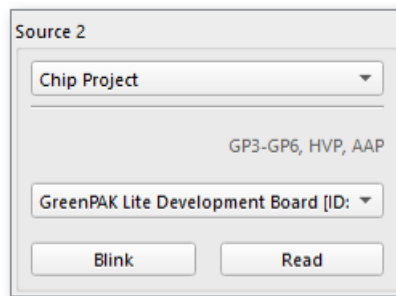 Source 2
Chip Project
GP3-GP6, HVP, AAP
GreenPAK Lite Development Board [ID:
Blink
Read